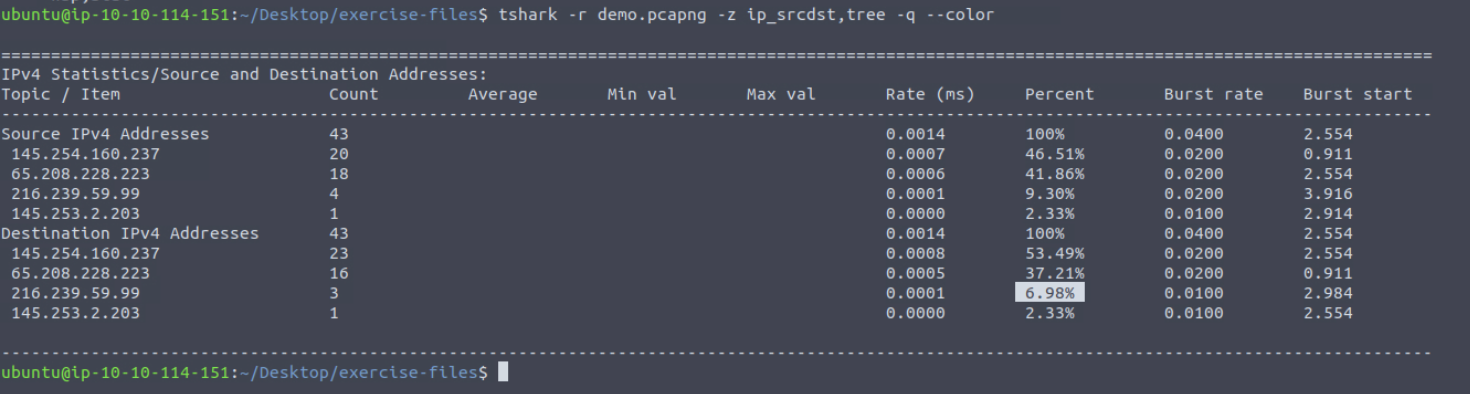 ubuntu@ip-10-10-114-151:~/Desktop/exercise-files$ tshark -r demo.pcapng -z ip_srcdst,tree -q --color
===================================================================================================================================================
IPv4 Statistics/Source and Destination Addresses:
Topic / Item Count Average Min val Max val Rate (ms) Percent Burst rate Burst start
---------------------------------------------------------------------------------------------------------------------------------------------------
Source IPv4 Addresses 43 0.0014 100% 0.0400 2.554
145.254.160.237 20 0.0007 46.51% 0.0200 0.911
65.208.228.223 18 0.0006 41.86% 0.0200 2.554
216.239.59.99 4 0.0001 9.30% 0.0200 3.916
145.253.2.203 1 0.0000 2.33% 0.0100 2.914
Destination IPv4 Addresses 43 0.0014 100% 0.0400 2.554
145.254.160.237 23 0.0008 53.49% 0.0200 2.554
65.208.228.223 16 0.0005 37.21% 0.0200 0.911
216.239.59.99 3 0.0001 6.98% 0.0100 2.984
145.253.2.203 1 0.0000 2.33% 0.0100 2.554
---------------------------------------------------------------------------------------------------------------------------------------------------
ubuntu@ip-10-10-114-151:~/Desktop/exercise-files$